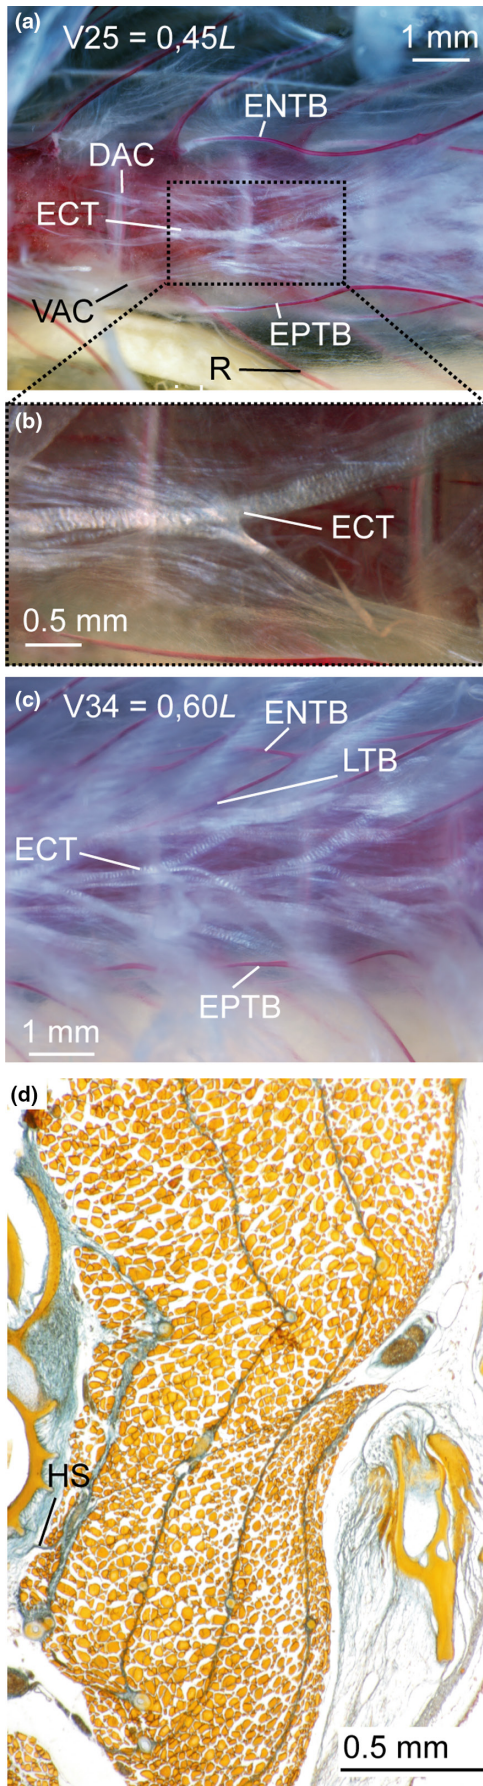 (a)
V25 = 0,45L
1 mm
ENTB
DAC
ECT
VAC
EPTB
R
(b)
ECT
0.5 mm
(c)
V34 = 0,60L
ENTB
LTB
ECT
EPTB
1 mm
(d)
HS
0.5 mm